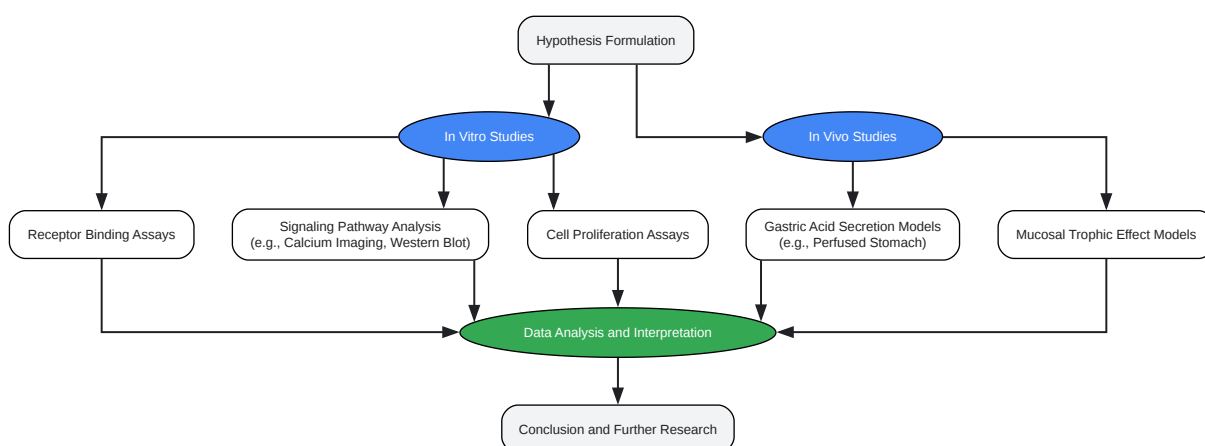 Hypothesis Formulation
In Vitro Studies
In Vivo Studies
Receptor Binding Assays
Signaling Pathway Analysis
(e.g., Calcium Imaging, Western Blot)
Cell Proliferation Assays
Gastric Acid Secretion Models
(e.g., Perfused Stomach)
Mucosal Trophic Effect Models
Data Analysis and Interpretation
Conclusion and Further Research